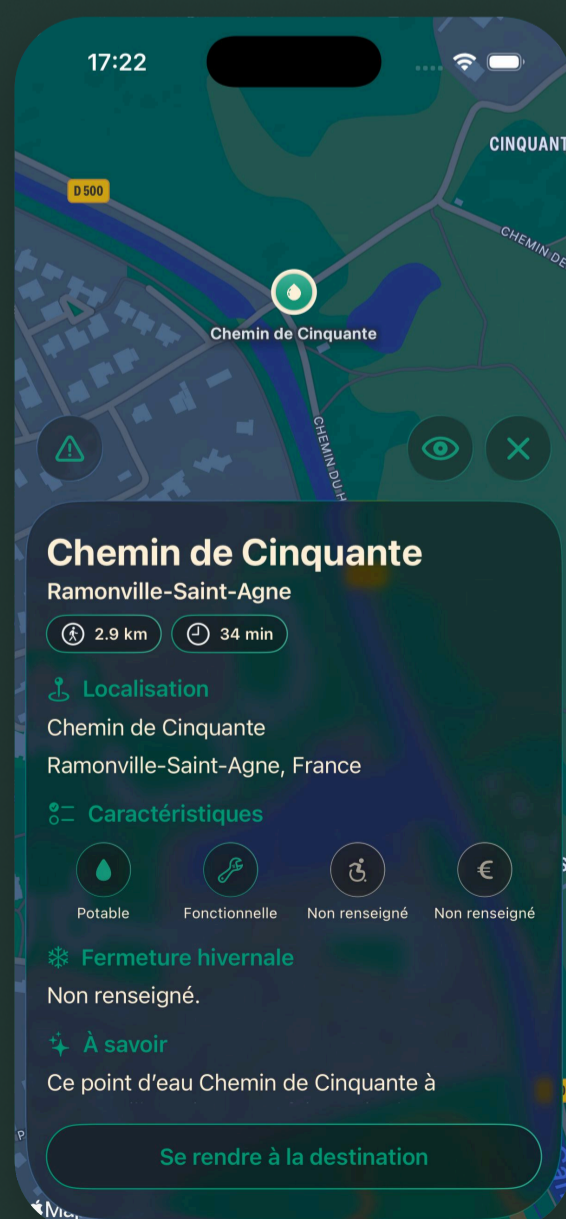 17:22
CINQUANT
D 500
CHEMIN DE
Chemin de Cinquante
CHEMIN DU H
Chemin de Cinquante
Ramonville-Saint-Agne
2.9 km
34 min
Localisation
Chemin de Cinquante
Ramonville-Saint-Agne, France
Caractéristiques
€
Potable
Fonctionnelle
Non renseigné
Non renseigné
Fermeture hivernale
Non renseigné.
À savoir
Ce point d’eau Chemin de Cinquante à
Se rendre à la destination